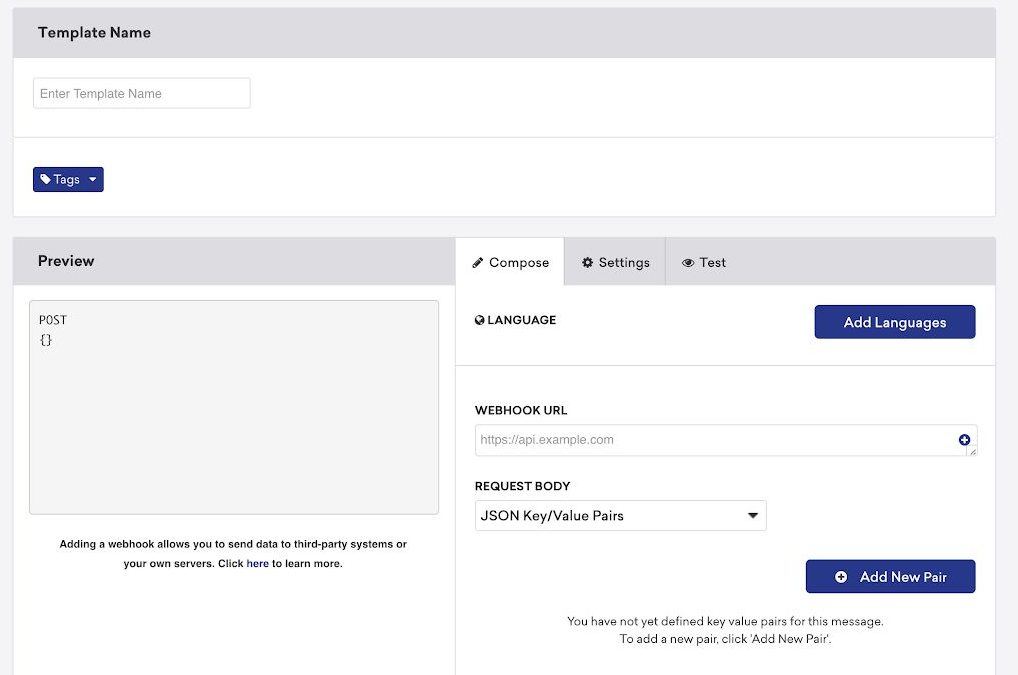 Template Name
Enter Template Name
Tags
Preview
Compose
Settings
Test
POST
{}
Adding a webhook allows you to send data to third-party systems or
your own servers. Click here to learn more.
LANGUAGE
Add Languages
WEBHOOK URL
https://api.example.com
REQUEST BODY
JSON Key/Value Pairs
Add New Pair
You have not yet defined key value pairs for this message.
To add a new pair, click 'Add New Pair'.